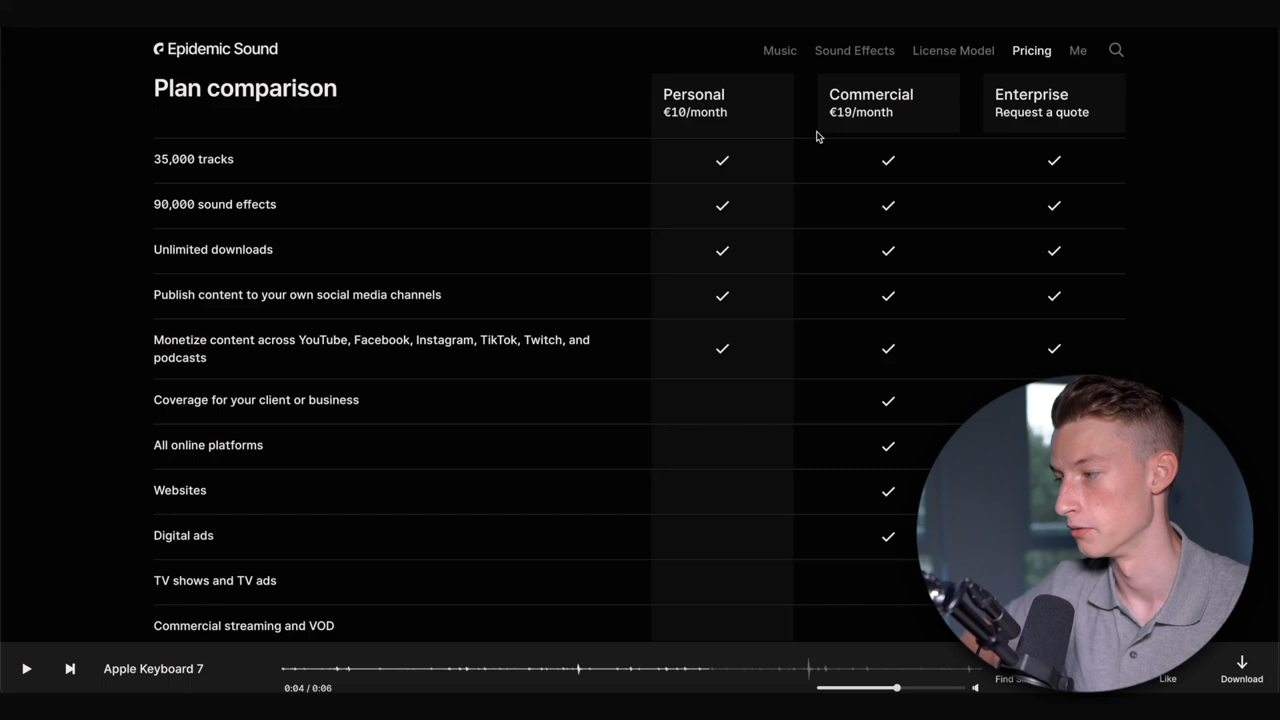 Epidemic Sound
Music
Sound Effects
License Model
Pricing
Me
Plan comparison
Personal
€10/month
Commercial
€19/month
Enterprise
Request a quote
35,000 tracks
90,000 sound effects
Unlimited downloads
Publish content to your own social media channels
Monetize content across YouTube, Facebook, Instagram, TikTok, Twitch, and
podcasts
Coverage for your client or business
All online platforms
Websites
Digital ads
TV shows and TV ads
Commercial streaming and VOD
Apple Keyboard 7
0:04 / 0:06
Find
Like
Download